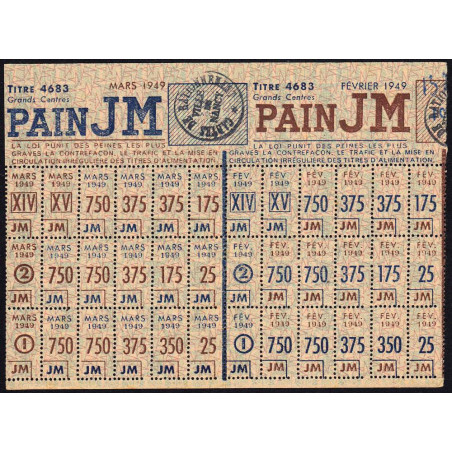 TITRE 4683 MARS 1949
Grands Centres
PAIN JM
LA LOI PUNIT DES PEINES LES PLUS
GRAVES LA CONTREFAÇON, LE TRAFIC ET LA MISE EN
CIRCULATION IRRÉGULIÈRE DES TITRES D'ALIMENTATION.
MARS 1949 MARS 1949 MARS 1949 MARS 1949 MARS 1949 MARS 1949
XIV XV 750 375 375 175
JM JM JM JM JM JM
MARS 1949 MARS 1949 MARS 1949 MARS 1949 MARS 1949 MARS 1949
2 750 750 375 175 25
JM JM JM JM JM JM
MARS 1949 MARS 1949 MARS 1949 MARS 1949 MARS 1949 MARS 1949
1 750 750 375 350 25
JM JM JM JM JM JM
VILLE DE NANCY
TITRE 4683 FÉVRIER 1949
Grands Centres
PAIN JM
LA LOI PUNIT DES PEINES LES PLUS
GRAVES LA CONTREFAÇON, LE TRAFIC ET LA MISE EN
CIRCULATION IRRÉGULIÈRE DES TITRES D'ALIMENTATION.
FÉV. 1949 FÉV. 1949 FÉV. 1949 FÉV. 1949 FÉV. 1949 FÉV. 1949
XIV XV 750 375 375 175
JM JM JM JM JM JM
FÉV. 1949 FÉV. 1949 FÉV. 1949 FÉV. 1949 FÉV. 1949 FÉV. 1949
2 750 750 375 175 25
JM JM JM JM JM JM
FÉV. 1949 FÉV. 1949 FÉV. 1949 FÉV. 1949 FÉV. 1949 FÉV. 1949
1 750 750 375 350 25
JM JM JM JM JM JM